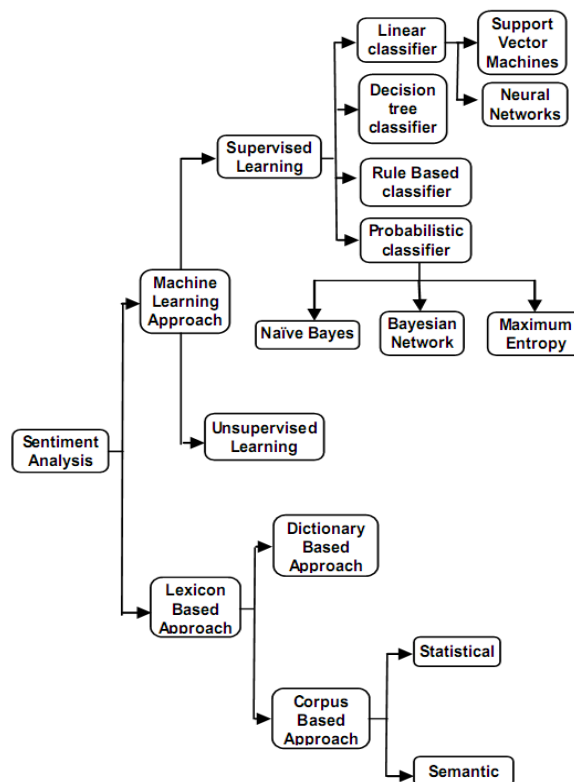 Linear
classifier
Support
Vector
Machines
Decision
tree
classifier
Neural
Networks
Supervised
Learning
Rule Based
classifier
Probabilistic
classifier
Machine
Learning
Approach
Naïve Bayes
Bayesian
Network
Maximum
Entropy
Unsupervised
Learning
Sentiment
Analysis
Dictionary
Based
Approach
Lexicon
Based
Approach
Statistical
Corpus
Based
Approach
Semantic